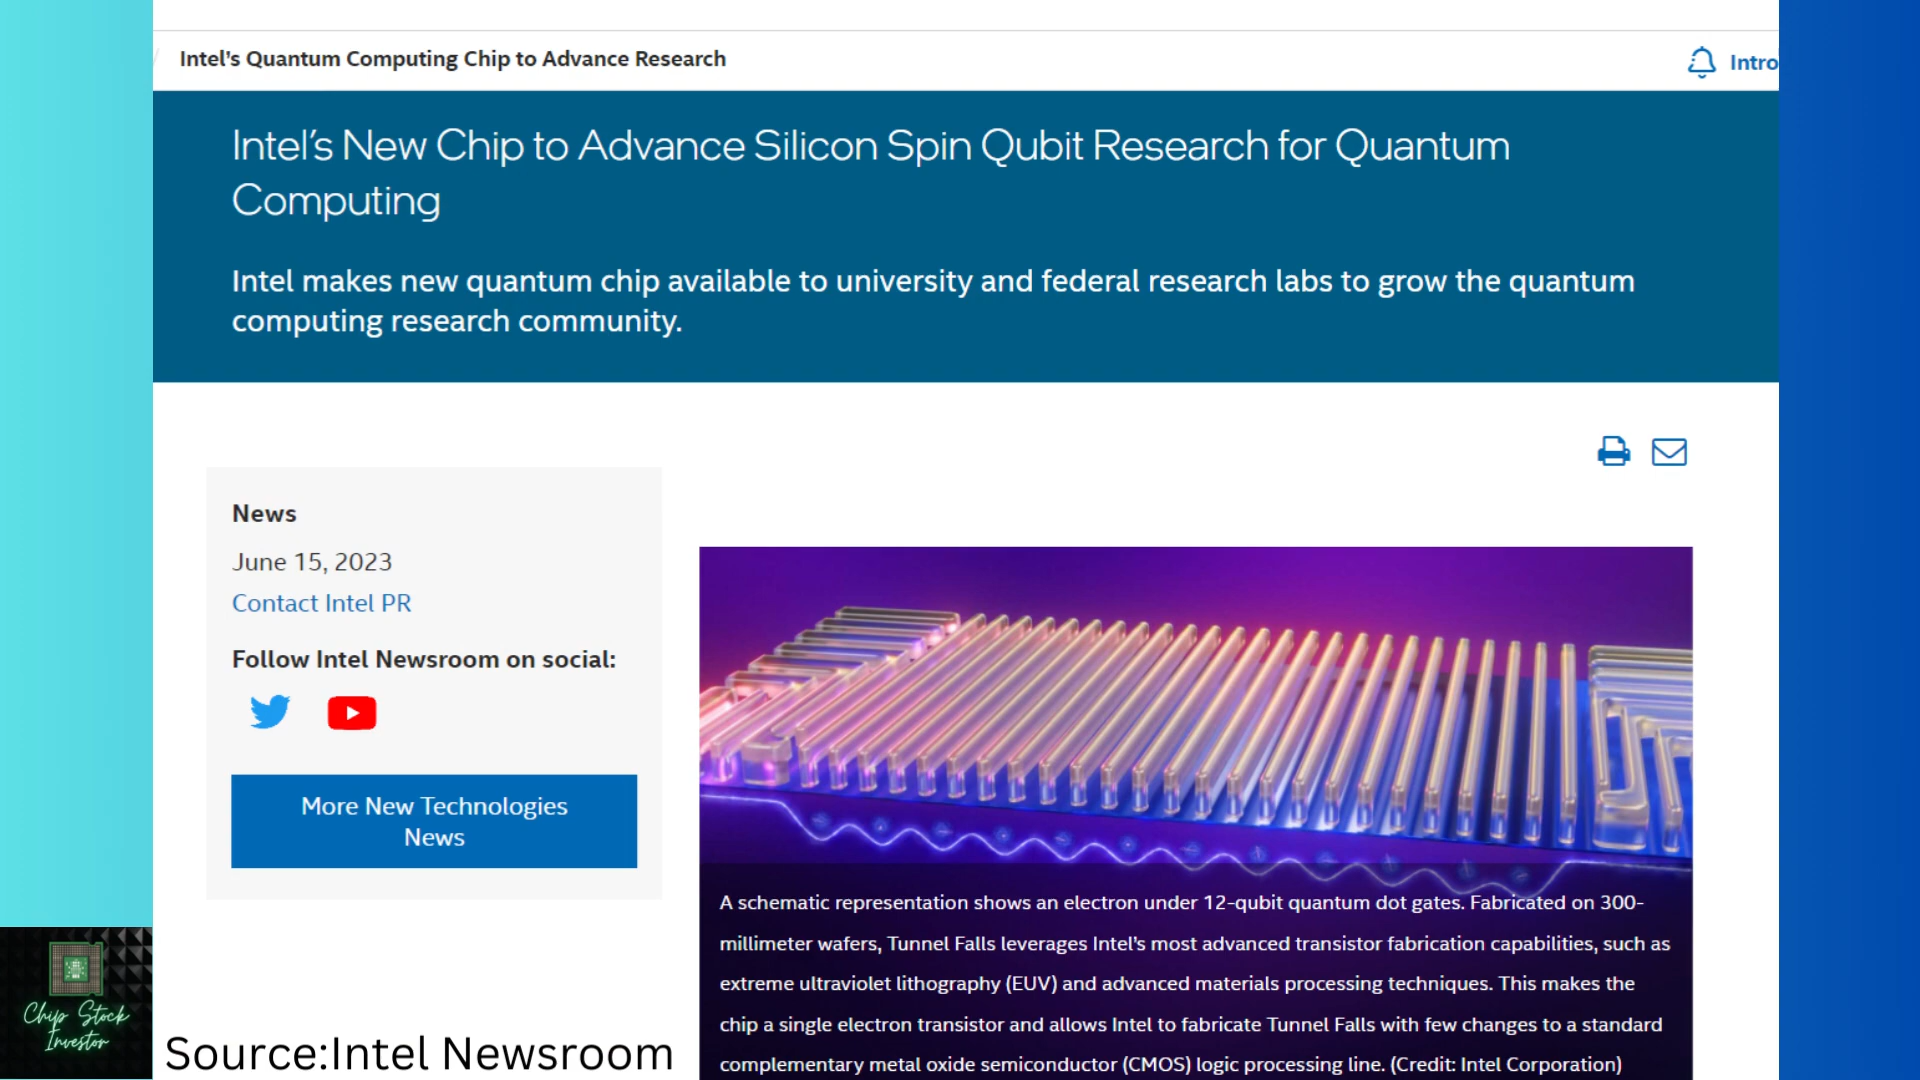 Intel's Quantum Computing Chip to Advance Research
Intro
Intel's New Chip to Advance Silicon Spin Qubit Research for Quantum
Computing
Intel makes new quantum chip available to university and federal research labs to grow the quantum
computing research community.
News
June 15, 2023
Contact Intel PR
Follow Intel Newsroom on social:
More New Technologies
News
A schematic representation shows an electron under 12-qubit quantum dot gates. Fabricated on 300-
millimeter wafers, Tunnel Falls leverages Intel's most advanced transistor fabrication capabilities, such as
extreme ultraviolet lithography (EUV) and advanced materials processing techniques. This makes the
chip a single electron transistor and allows Intel to fabricate Tunnel Falls with few changes to a standard
complementary metal oxide semiconductor (CMOS) logic processing line. (Credit: Intel Corporation)
Chip Stock
Investor
Source:Intel Newsroom